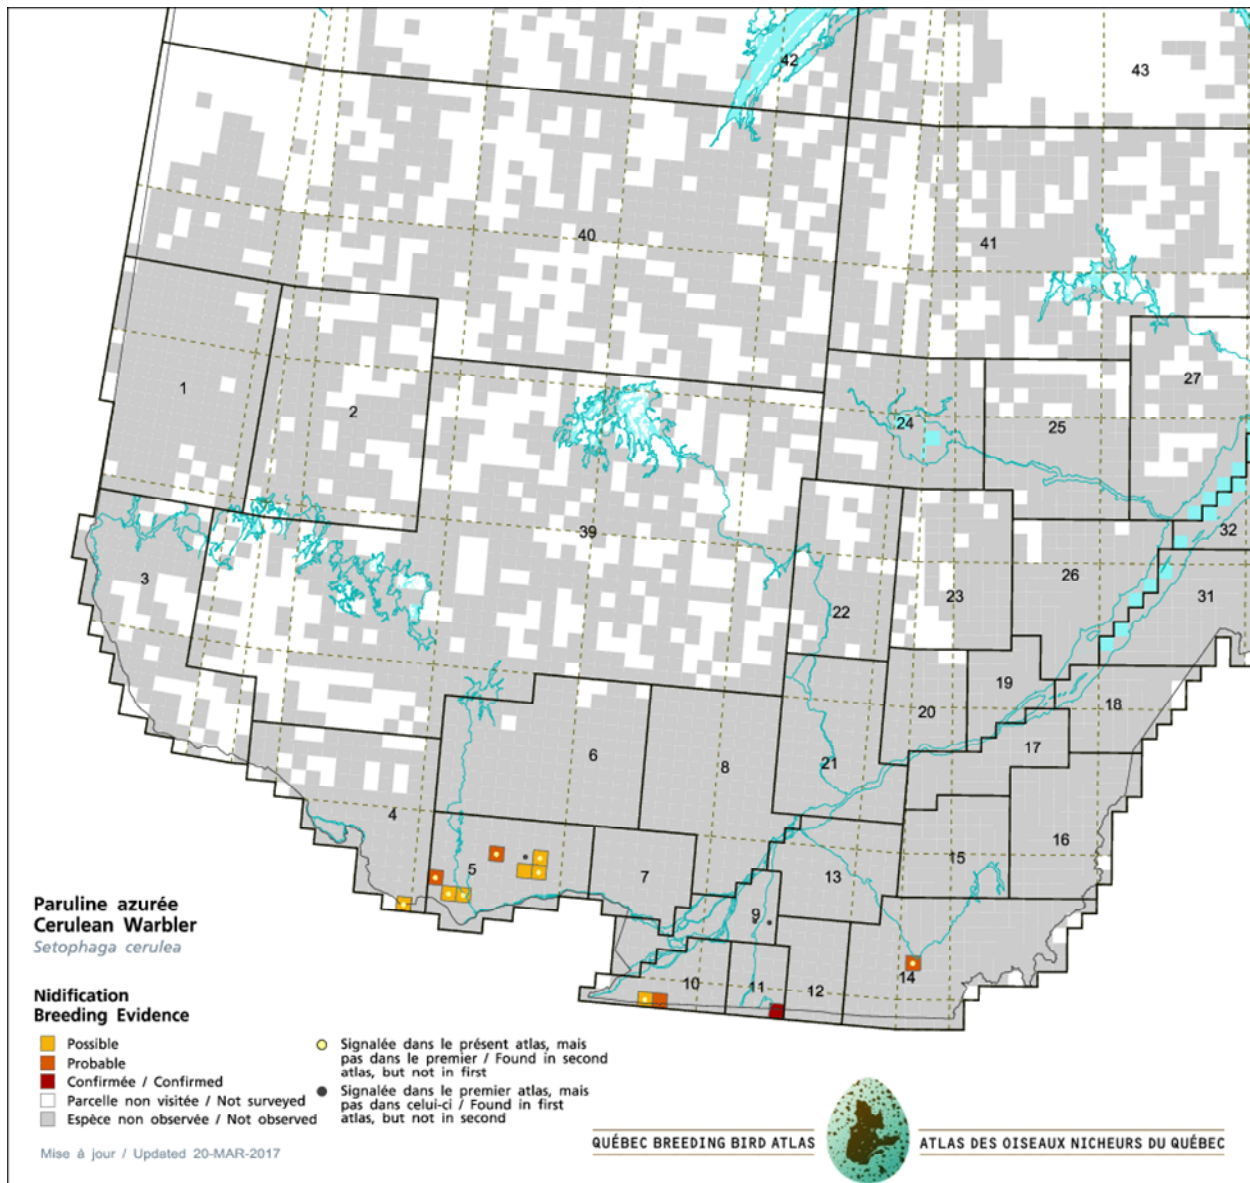 42
43
40
41
1
2
27
24
25
39
32
3
26
31
22
23
19
20
18
17
6
8
21
4
16
5
7
13
15
9
10
11
12
14
Paruline azurée
Cerulean Warbler
Setophaga cerulea
Nidification
Breeding Evidence
Possible
Probable
Confirmée / Confirmed
Parcelle non visitée / Not surveyed
Espèce non observée / Not observed
Signalée dans le présent atlas, mais
pas dans le premier / Found in second
atlas, but not in first
Signalée dans le premier atlas, mais
pas dans celui-ci / Found in first
atlas, but not in second
Mise à jour / Updated 20-MAR-2017
QUÉBEC BREEDING BIRD ATLAS
ATLAS DES OISEAUX NICHEURS DU QUÉBEC